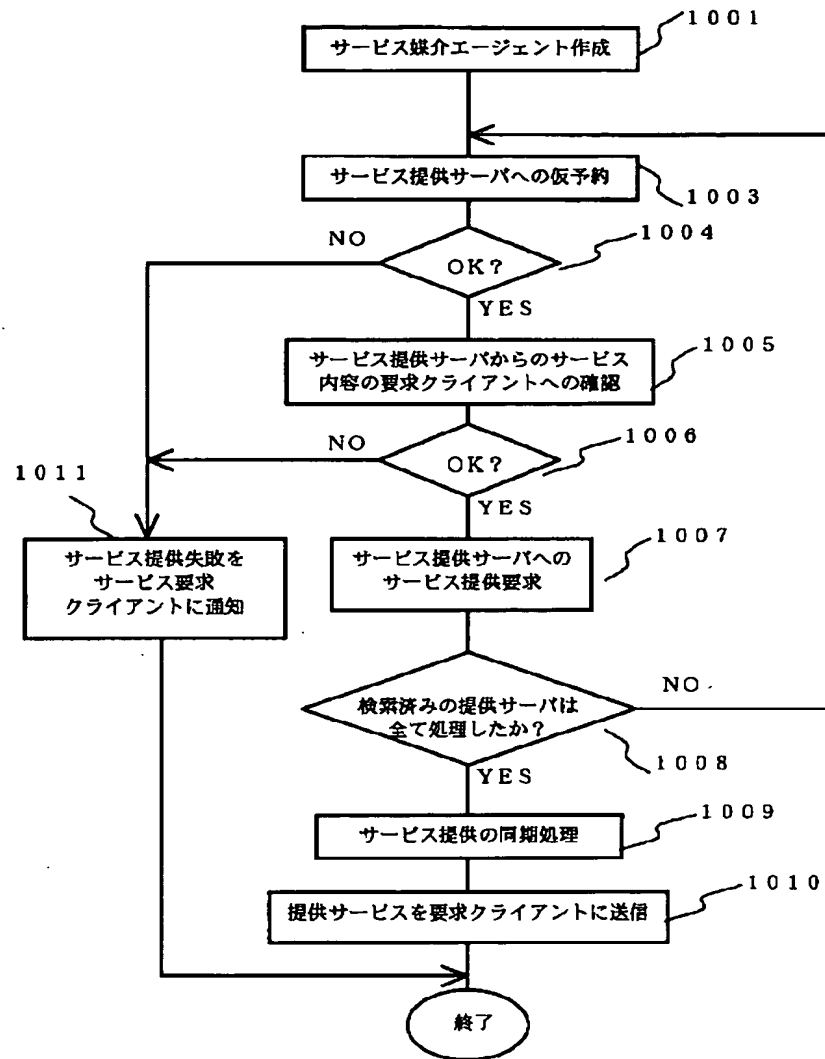 1001
サービス媒介エージェント作成
サービス提供サーバへの仮予約
1003
NO
1004
OK?
YES
サービス提供サーバからのサービス
内容の要求クライアントへの確認
1005
NO
1006
OK?
YES
1011
サービス提供失敗を
サービス要求
クライアントに通知
サービス提供サーバへの
サービス提供要求
1007
検索済みの提供サーバは
全て処理したか?
NO
1008
YES
サービス提供の同期処理
1009
提供サービスを要求クライアントに送信
1010
終了